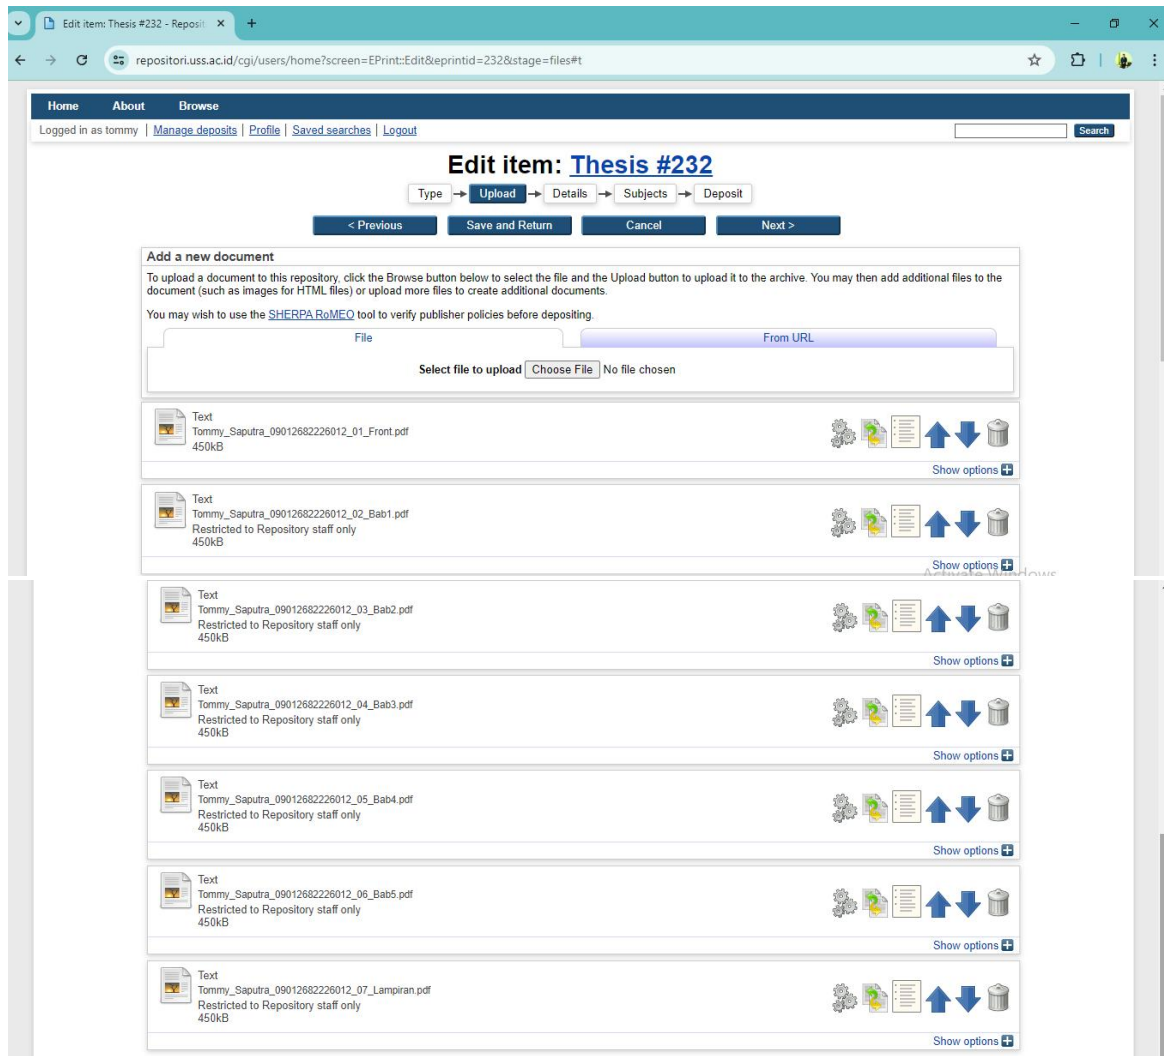 Edit item: Thesis #232 - Reposit
repositori.uss.ac.id/cgi/users/home?screen=EPrint::Edit&eprintid=232&stage=files#t
Home About Browse
Logged in as tommy | Manage deposits | Profile | Saved searches | Logout
Search
Edit item: Thesis #232
Type Upload Details Subjects Deposit
< Previous Save and Return Cancel Next >
Add a new document
To upload a document to this repository, click the Browse button below to select the file and the Upload button to upload it to the archive. You may then add additional files to the
document (such as images for HTML files) or upload more files to create additional documents.
You may wish to use the SHERPA RoMEO tool to verify publisher policies before depositing.
File From URL
Select file to upload Choose File No file chosen
Text
Tommy_Saputra_09012682226012_01_Front.pdf
450kB
Show options
Text
Tommy_Saputra_09012682226012_02_Bab1.pdf
Restricted to Repository staff only
450kB
Show options
Activate Windows
Text
Tommy_Saputra_09012682226012_03_Bab2.pdf
Restricted to Repository staff only
450kB
Show options
Text
Tommy_Saputra_09012682226012_04_Bab3.pdf
Restricted to Repository staff only
450kB
Show options
Text
Tommy_Saputra_09012682226012_05_Bab4.pdf
Restricted to Repository staff only
450kB
Show options
Text
Tommy_Saputra_09012682226012_06_Bab5.pdf
Restricted to Repository staff only
450kB
Show options
Text
Tommy_Saputra_09012682226012_07_Lampiran.pdf
Restricted to Repository staff only
450kB
Show options